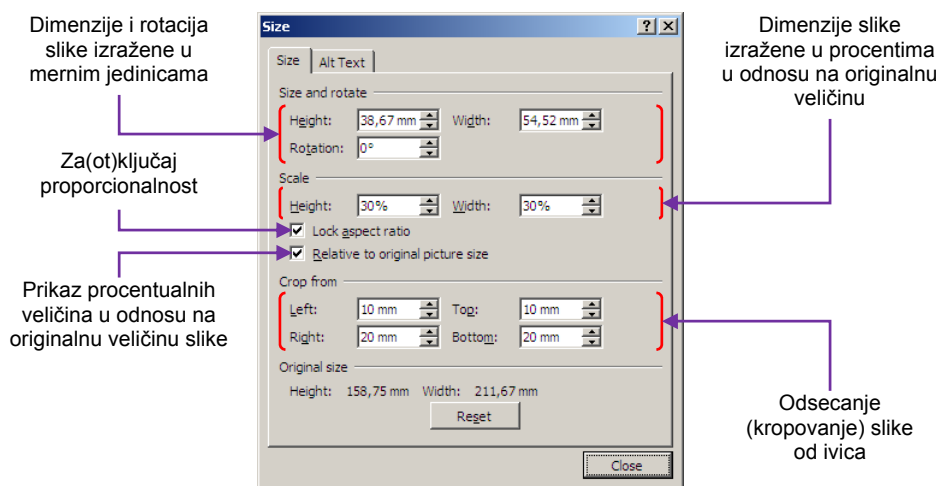 Dimenzije i rotacija
slike izražene u
mernim jedinicama
Za(ot)ključaj
proporcionalnost
Prikaz procentualnih
veličina u odnosu na
originalnu veličinu slike
Size
Size Alt Text
Size and rotate
Height: 38,67 mm Width: 54,52 mm
Rotation: 0°
Scale
Height: 30% Width: 30%
Lock aspect ratio
Relative to original picture size
Crop from
Left: 10 mm Top: 10 mm
Right: 20 mm Bottom: 20 mm
Original size
Height: 158,75 mm Width: 211,67 mm
Reset
Close
Dimenzije slike
izražene u procentima
u odnosu na originalnu
veličinu
Odsecanje
(kropovanje) slike
od ivica